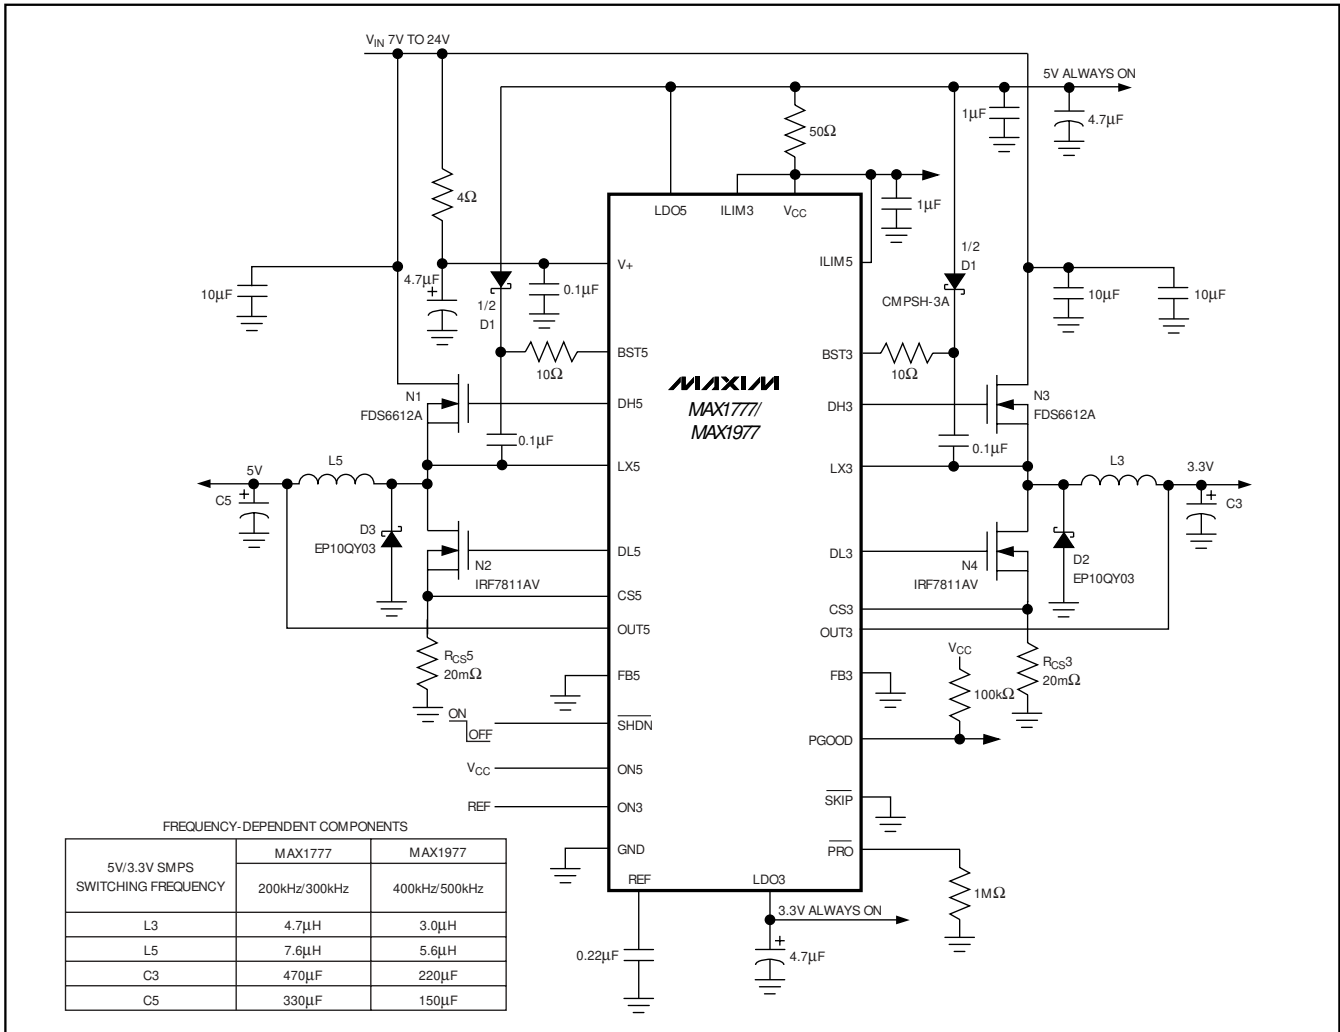 VIN 7V TO 24V
5V ALWAYS ON
1µF
4.7µF
50Ω
4Ω
LDO5
ILIM3
VCC
1µF
V+
ILIM5
1/2
D1
CMPSH-3A
10µF
4.7µF
+
1/2
D1
0.1µF
10µF
10µF
BST5
10Ω
BST3
10Ω
MAXIM
MAX1777/
MAX1977
N1
FDS6612A
DH5
DH3
N3
FDS6612A
0.1µF
0.1µF
LX5
LX3
5V
L5
C5
+
L3
3.3V
+
C3
D3
EP10QY03
N2
IRF7811AV
DL5
DL3
N4
IRF7811AV
D2
EP10QY03
CS5
CS3
OUT5
OUT3
RCS5
20mΩ
VCC
100kΩ
RCS3
20mΩ
FB5
FB3
ON
OFF
SHDN
PGOOD
VCC
ON5
REF
ON3
SKIP
GND
PRO
1MΩ
REF
LDO3
3.3V ALWAYS ON
0.22µF
+
4.7µF
FREQUENCY-DEPENDENT COMPONENTS
5V/3.3V SMPS
SWITCHING FREQUENCY
MAX1777
MAX1977
200kHz/300kHz
400kHz/500kHz
L3
4.7µH
3.0µH
L5
7.6µH
5.6µH
C3
470µF
220µF
C5
330µF
150µF